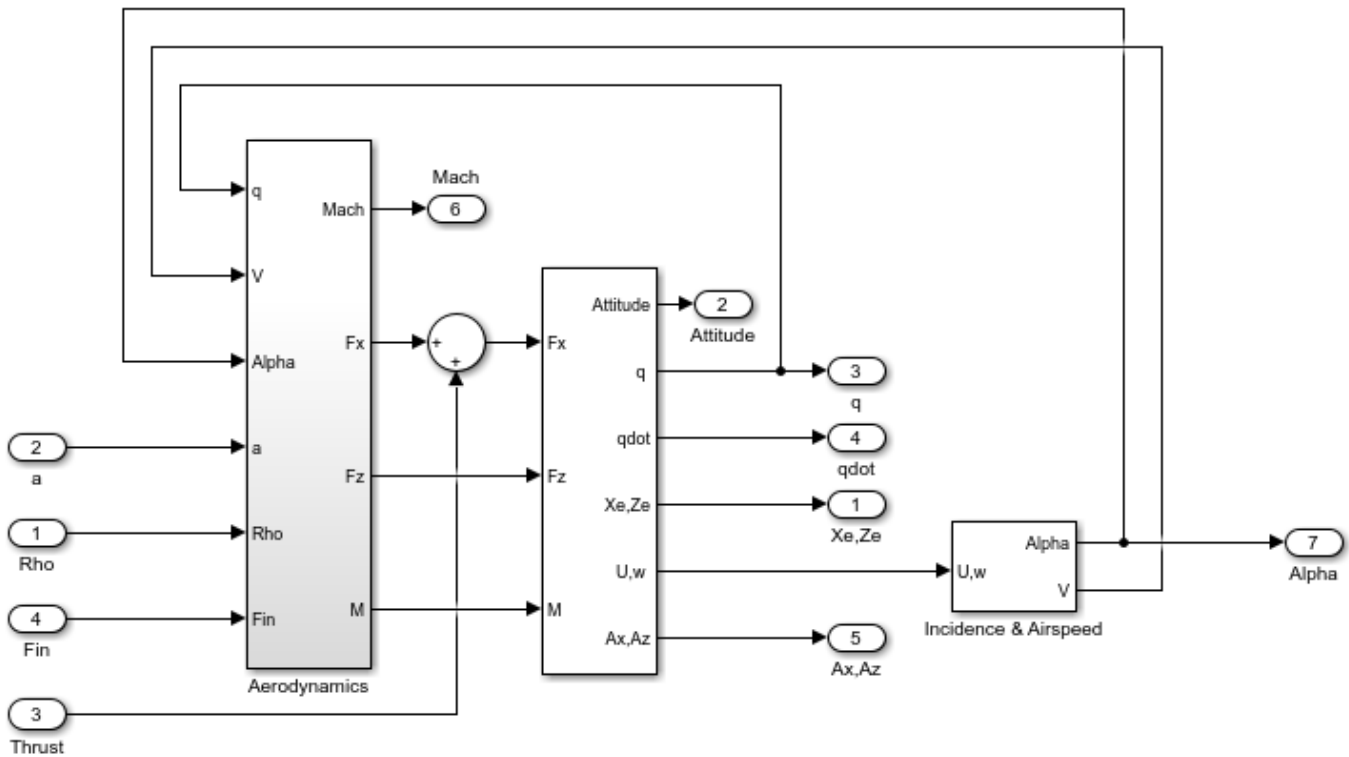 q
V
Alpha
a
Rho
Fin
Mach
Fx
Fz
M
Aerodynamics
2
a
1
Rho
4
Fin
3
Thrust
Mach
6
+
+
Fx
Fz
M
Attitude
q
qdot
Xe,Ze
U,w
Ax,Az
2
Attitude
3
q
4
qdot
1
Xe,Ze
5
Ax,Az
U,w
Alpha
V
Incidence & Airspeed
7
Alpha